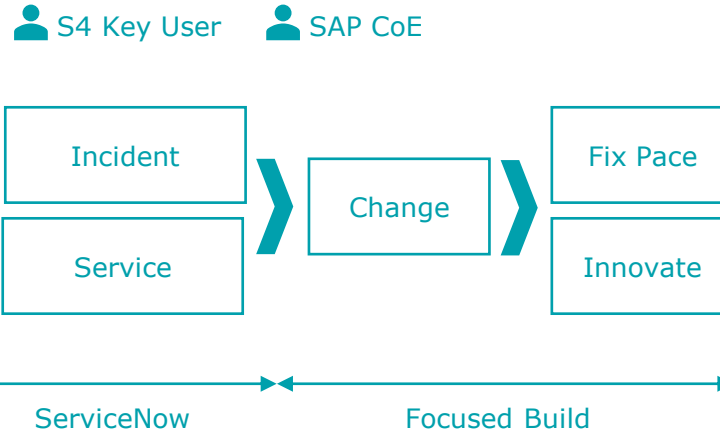 S4 Key User
SAP CoE
Incident
Service
Change
Fix Pace
Innovate
ServiceNow
Focused Build